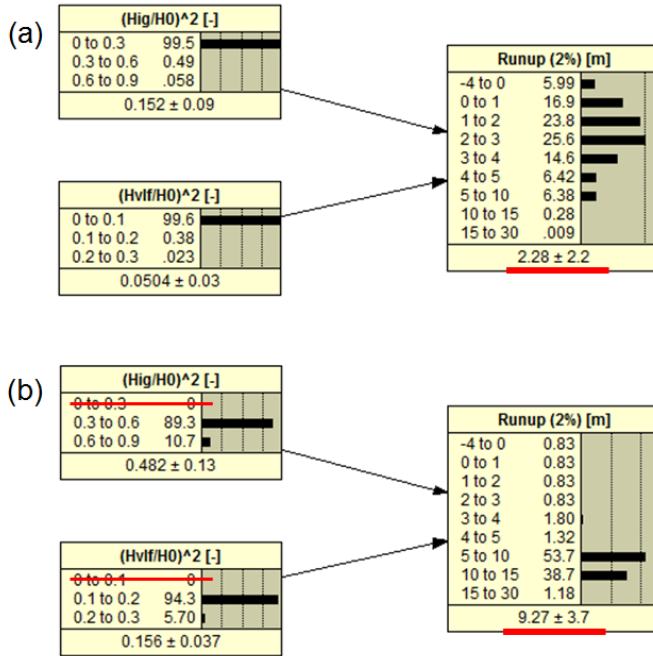 (a)
(Hig/H0)^2 [-]
0 to 0.3 99.5
0.3 to 0.6 0.49
0.6 to 0.9 .058
0.152 ± 0.09
(Hvlf/H0)^2 [-]
0 to 0.1 99.6
0.1 to 0.2 0.38
0.2 to 0.3 .023
0.0504 ± 0.03
Runup (2%) [m]
-4 to 0 5.99
0 to 1 16.9
1 to 2 23.8
2 to 3 25.6
3 to 4 14.6
4 to 5 6.42
5 to 10 6.38
10 to 15 0.28
15 to 30 .009
2.28 ± 2.2
(b)
(Hig/H0)^2 [-]
0 to 0.3 0
0.3 to 0.6 89.3
0.6 to 0.9 10.7
0.482 ± 0.13
(Hvlf/H0)^2 [-]
0 to 0.1 0
0.1 to 0.2 94.3
0.2 to 0.3 5.70
0.156 ± 0.037
Runup (2%) [m]
-4 to 0 0.83
0 to 1 0.83
1 to 2 0.83
2 to 3 0.83
3 to 4 1.80
4 to 5 1.32
5 to 10 53.7
10 to 15 38.7
15 to 30 1.18
9.27 ± 3.7